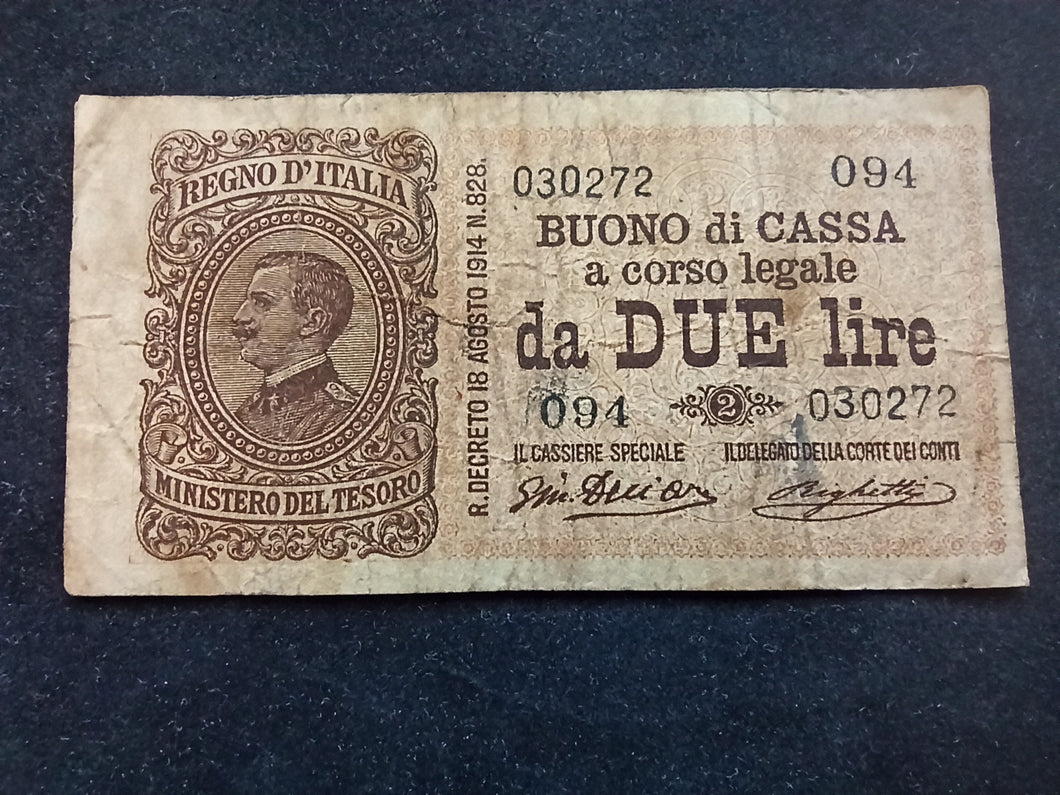 REGNO D'ITALIA
MINISTERO DEL TESORO
R. DECRETO 18 AGOSTO 1914 N. 828.
030272 094
BUONO di CASSA
a corso legale
da DUE lire
094 2 030272
IL CASSIERE SPECIALE IL DELEGATO DELLA CORTE DEI CONTI
Righetti